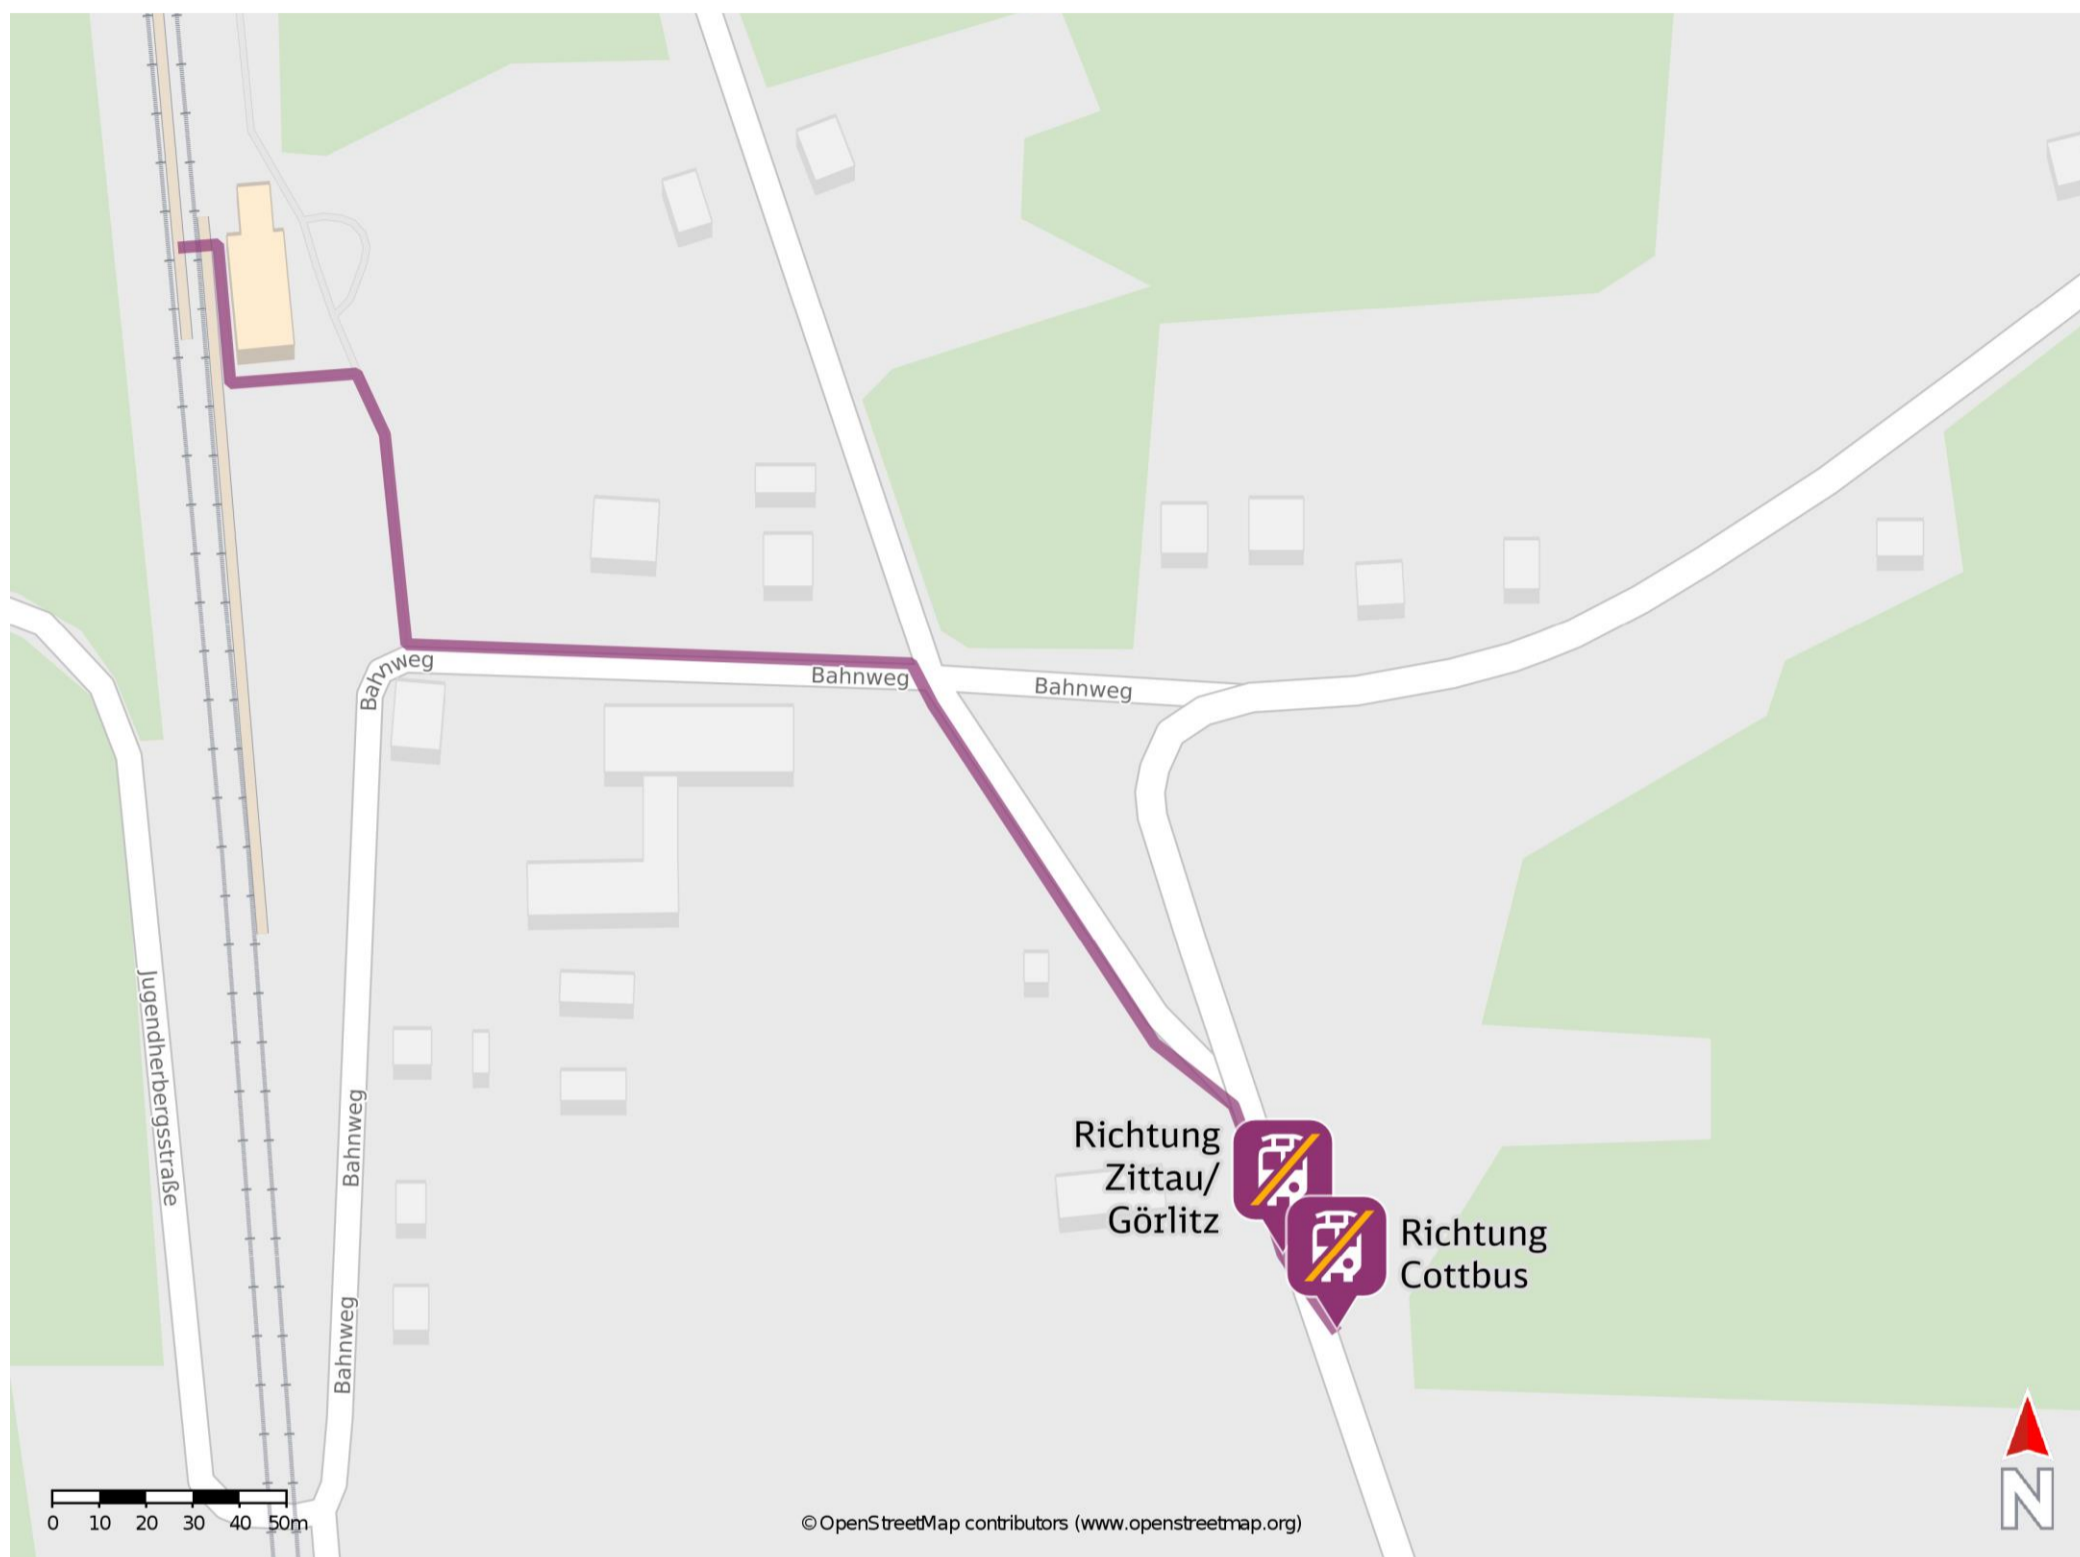 Bahnweg
Bahnweg
Bahnweg
Jugendherbergsstraße
Bahnweg
Richtung
Zittau/
Görlitz
Richtung
Cottbus
Bahnweg
0 10 20 30 40 50m
© OpenStreetMap contributors (www.openstreetmap.org)
N